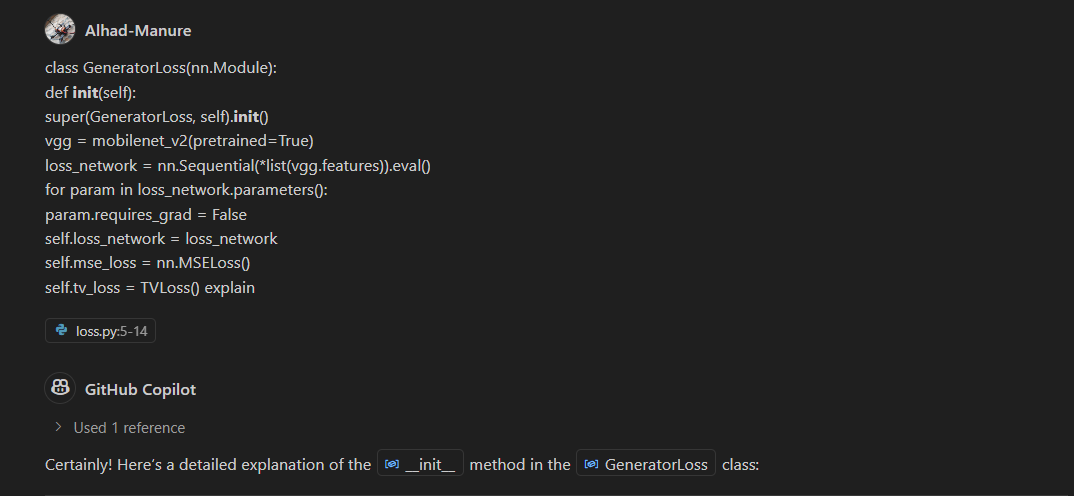 Alhad-Manure
class GeneratorLoss(nn.Module):
def init(self):
super(GeneratorLoss, self).init()
vgg = mobilenet_v2(pretrained=True)
loss_network = nn.Sequential(*list(vgg.features)).eval()
for param in loss_network.parameters():
param.requires_grad = False
self.loss_network = loss_network
self.mse_loss = nn.MSELoss()
self.tv_loss = TVLoss() explain
loss.py:5-14
GitHub Copilot
Used 1 reference
Certainly! Here's a detailed explanation of the __init__ method in the GeneratorLoss class: